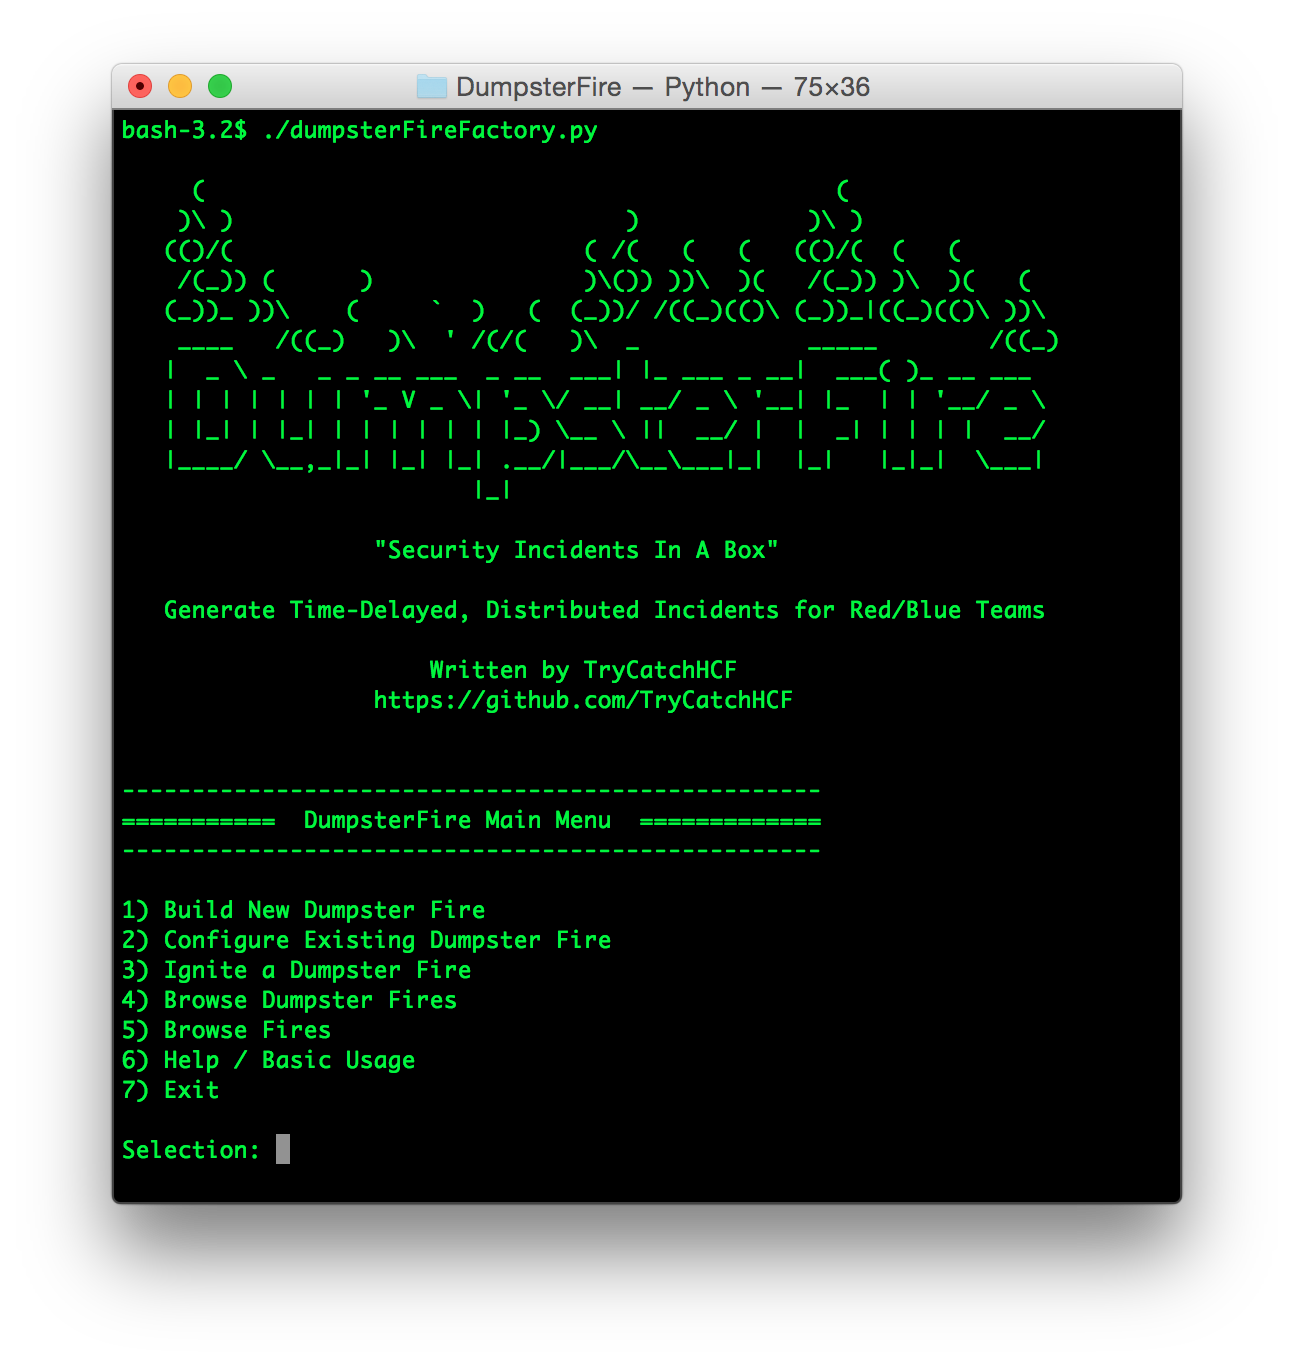 DumpsterFire — Python — 75×36
bash-3.2$ ./dumpsterFireFactory.py
DumpsterFire
"Security Incidents In A Box"
Generate Time-Delayed, Distributed Incidents for Red/Blue Teams
Written by TryCatchHCF
https://github.com/TryCatchHCF
--------------------------------------------------
=========== DumpsterFire Main Menu =============
--------------------------------------------------
1) Build New Dumpster Fire
2) Configure Existing Dumpster Fire
3) Ignite a Dumpster Fire
4) Browse Dumpster Fires
5) Browse Fires
6) Help / Basic Usage
7) Exit
Selection: